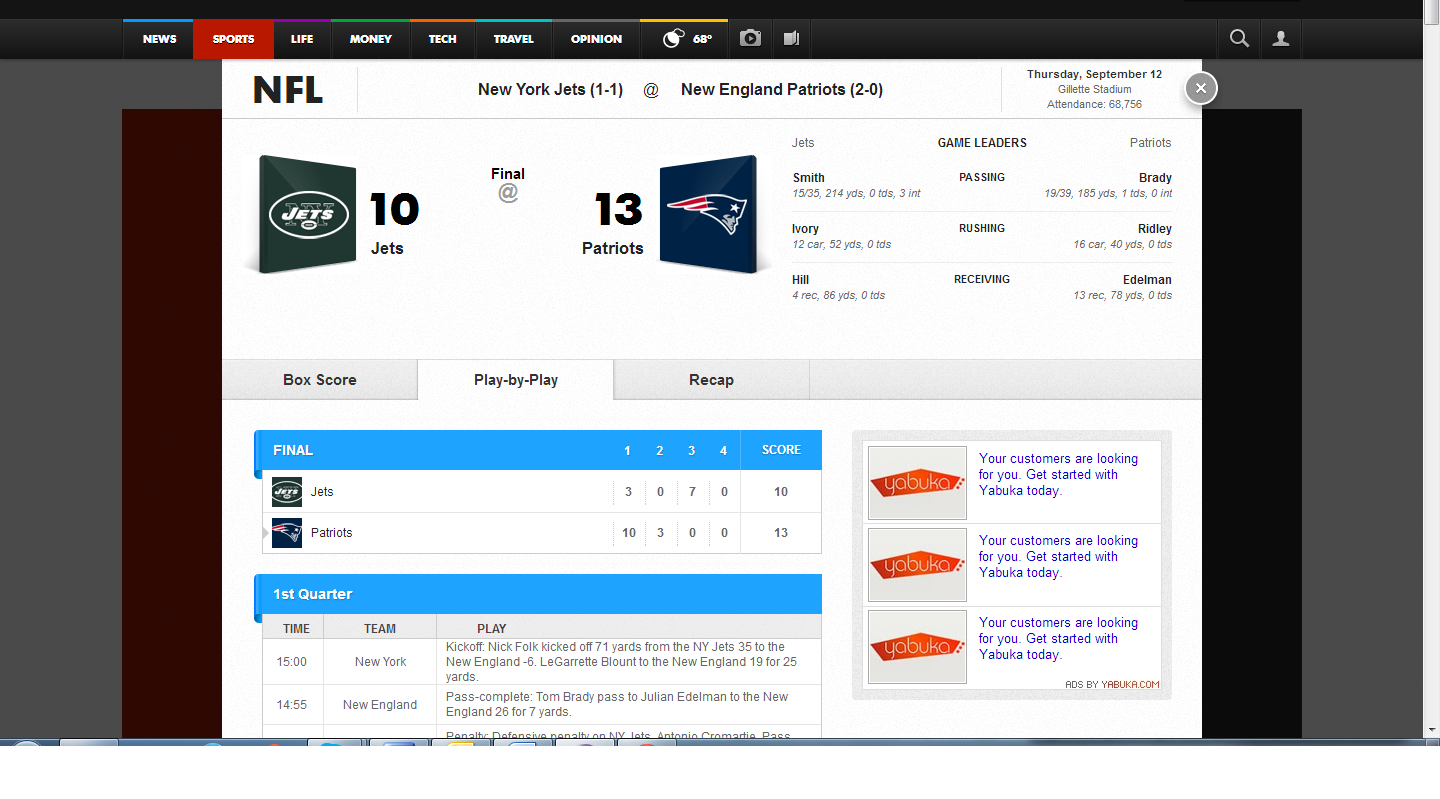 NEWS SPORTS LIFE MONEY TECH TRAVEL OPINION 68°
NFL
New York Jets (1-1) @ New England Patriots (2-0)
Thursday, September 12
Gillette Stadium
Attendance: 68,756
JETS
10
Jets
Final
@
13
Patriots
Jets GAME LEADERS Patriots
Smith PASSING Brady
15/35, 214 yds, 0 tds, 3 int 19/39, 185 yds, 1 tds, 0 int
Ivory RUSHING Ridley
12 car, 52 yds, 0 tds 16 car, 40 yds, 0 tds
Hill RECEIVING Edelman
4 rec, 86 yds, 0 tds 13 rec, 78 yds, 0 tds
Box Score Play-by-Play Recap
FINAL 1 2 3 4 SCORE
JETS Jets 3 0 7 0 10
Patriots 10 3 0 0 13
1st Quarter
TIME TEAM PLAY
15:00 New York Kickoff: Nick Folk kicked off 71 yards from the NY Jets 35 to the
New England -6. LeGarrette Blount to the New England 19 for 25
yards.
14:55 New England Pass-complete: Tom Brady pass to Julian Edelman to the New
England 26 for 7 yards.
Penalty: Defensive penalty on NY Jets, Antonio Cromartie, Pass
yabuka
Your customers are looking
for you. Get started with
Yabuka today.
yabuka
Your customers are looking
for you. Get started with
Yabuka today.
yabuka
Your customers are looking
for you. Get started with
Yabuka today.
ADS BY YABUKA.COM